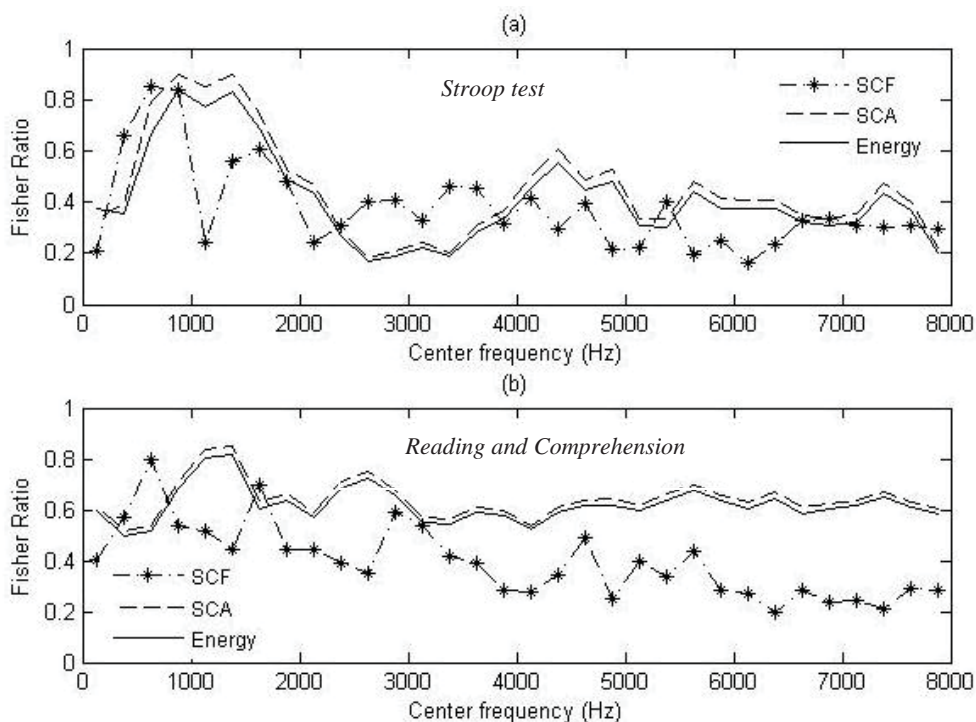 (a)
1
0.8
0.6
0.4
0.2
0
Fisher Ratio
Stroop test
SCF
SCA
Energy
0 1000 2000 3000 4000 5000 6000 7000 8000
Center frequency (Hz)
(b)
1
0.8
0.6
0.4
0.2
0
Fisher Ratio
Reading and Comprehension
SCF
SCA
Energy
0 1000 2000 3000 4000 5000 6000 7000 8000
Center frequency (Hz)